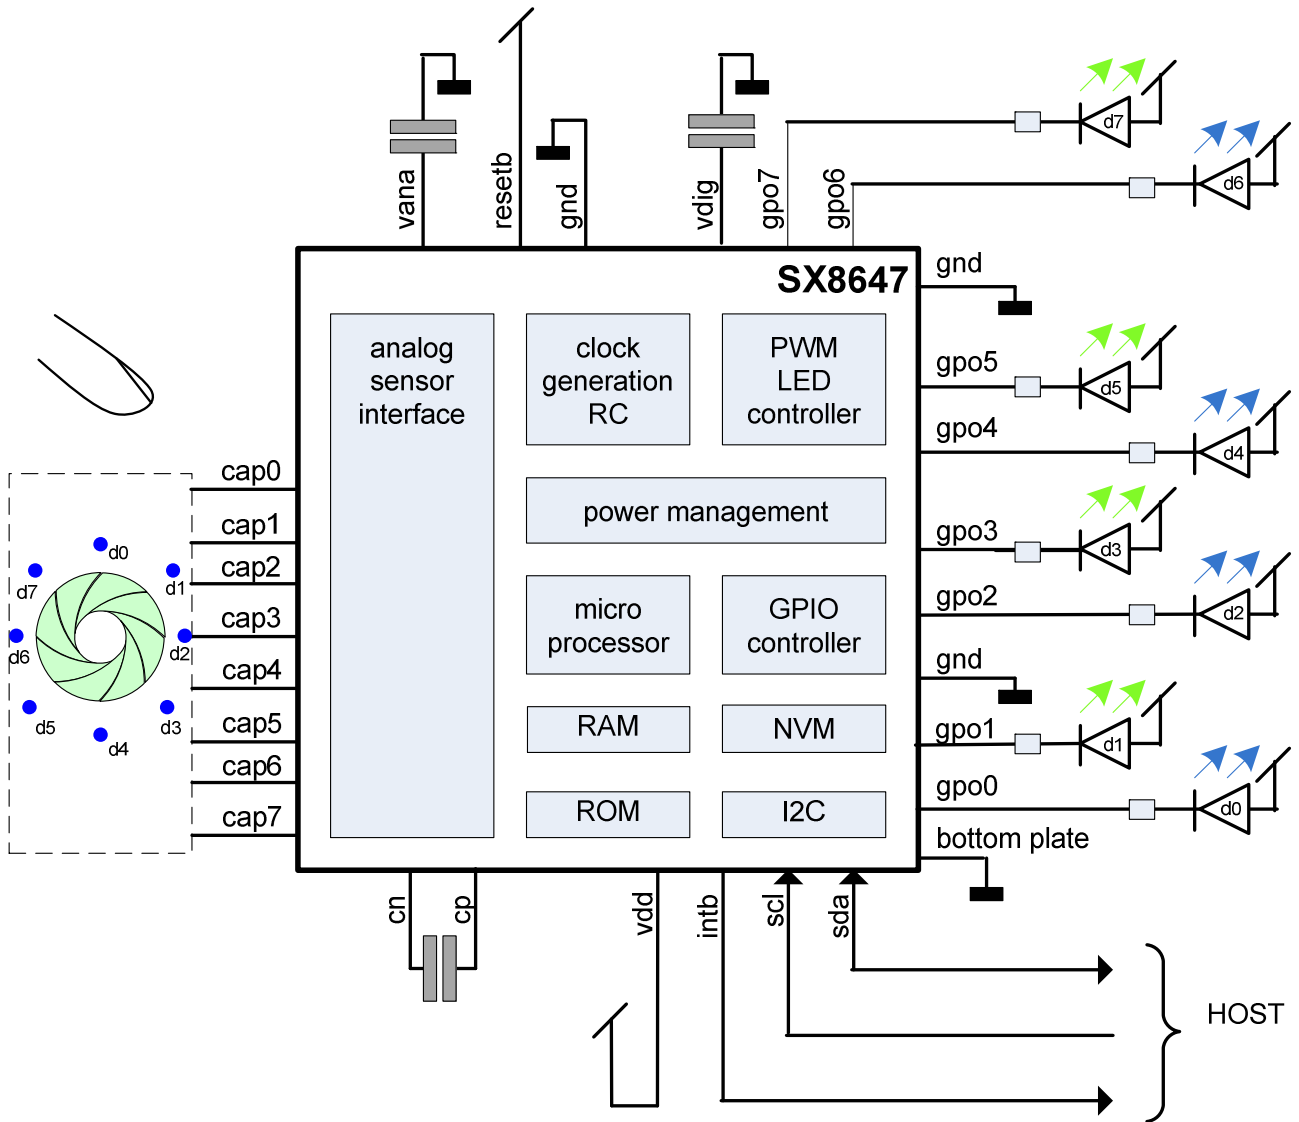 vana
resetb
gnd
vdig
gpo7
gpo6
d7
d6
SX8647
gnd
analog
sensor
interface
clock
generation
RC
PWM
LED
controller
gpo5
d5
gpo4
d4
cap0
power management
cap1
gpo3
d3
d0
d7
d1
cap2
micro
processor
GPIO
controller
gpo2
d2
cap3
d6
d2
cap4
gnd
d5
d3
d4
cap5
RAM
NVM
gpo1
d1
cap6
gpo0
d0
cap7
ROM
I2C
bottom plate
cn
cp
vdd
intb
scl
sda
HOST